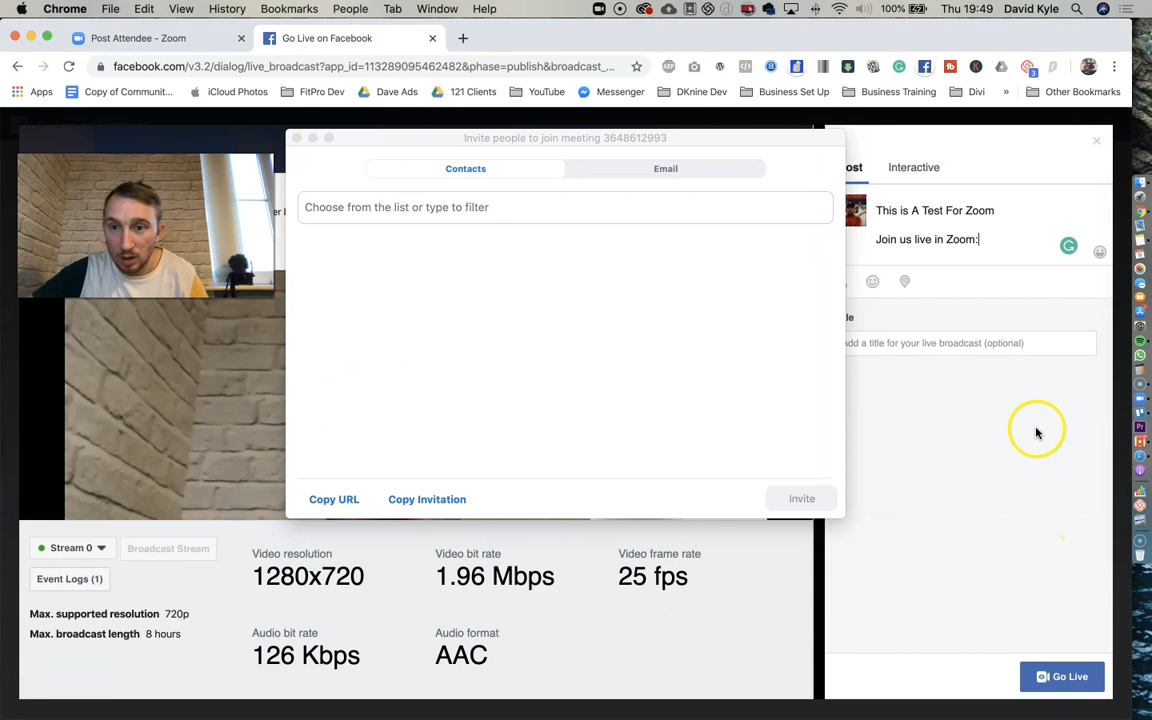 Chrome File Edit View History Bookmarks People Tab Window Help
100% Thu 19:49 David Kyle
Post Attendee - Zoom
Go Live on Facebook
facebook.com/v3.2/dialog/live_broadcast?app_id=113289095462482&phase=publish&broadcast_...
3
Apps Copy of Communit... iCloud Photos FitPro Dev Dave Ads 121 Clients YouTube Messenger DKnine Dev Business Set Up Business Training Divi » Other Bookmarks
Invite people to join meeting 3648612993
Contacts Email
Choose from the list or type to filter
Copy URL Copy Invitation Invite
ost Interactive
This is A Test For Zoom
Join us live in Zoom:
le
Add a title for your live broadcast (optional)
Go Live
Stream 0 Broadcast Stream
Event Logs (1)
Max. supported resolution 720p
Max. broadcast length 8 hours
Video resolution
1280x720
Video bit rate
1.96 Mbps
Video frame rate
25 fps
Audio bit rate
126 Kbps
Audio format
AAC